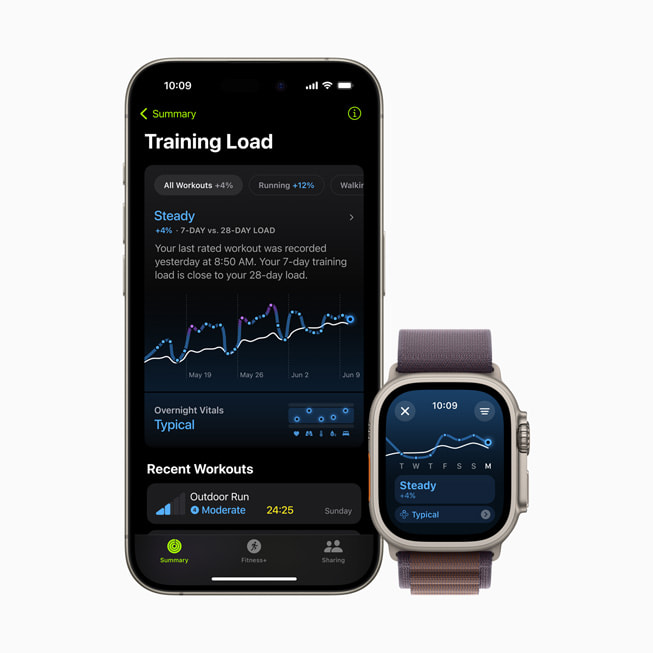 10:09
Summary
Training Load
All Workouts +4%
Running +12%
Walkin
Steady
+4% · 7-DAY vs. 28-DAY LOAD
Your last rated workout was recorded
yesterday at 8:50 AM. Your 7-day training
load is close to your 28-day load.
May 19
May 26
Jun 2
Jun 9
Overnight Vitals
Typical
Recent Workouts
Outdoor Run
4 Moderate
24:25
Sunday
Summary
Fitness+
Sharing
10:09
T W T F S S M
Steady
+4%
Typical